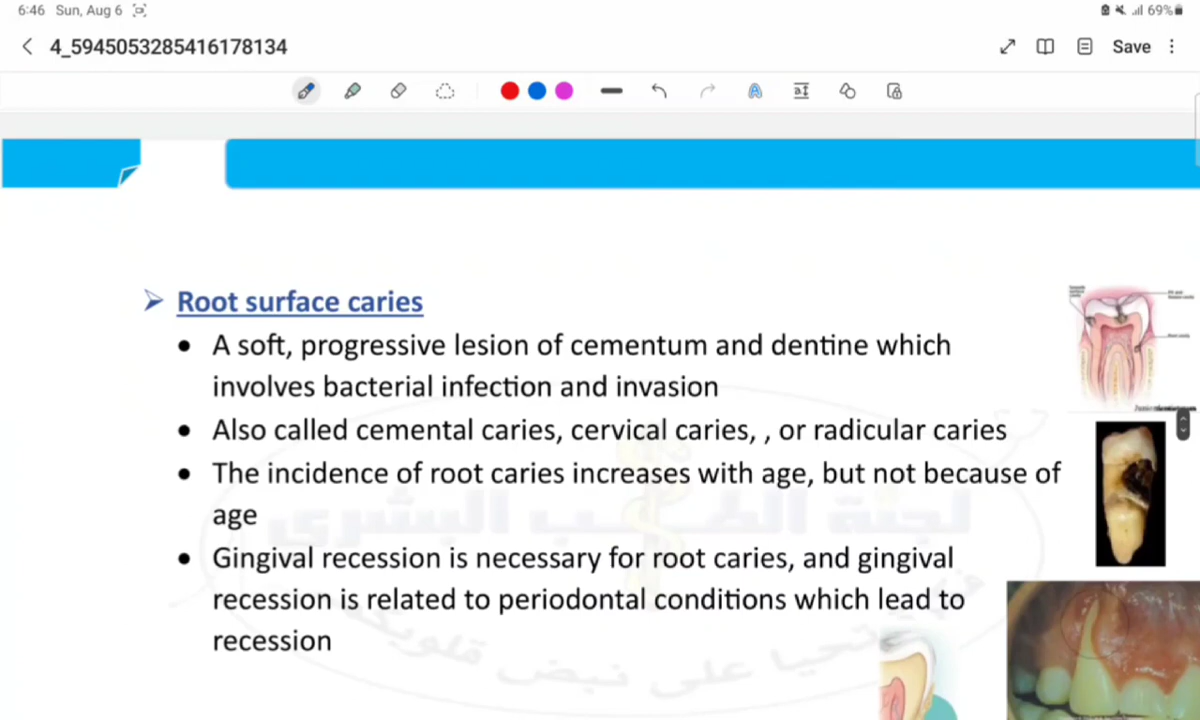 6:46 Sun, Aug 6
69%
4_5945053285416178134
Save
Root surface caries
• A soft, progressive lesion of cementum and dentine which
involves bacterial infection and invasion
• Also called cemental caries, cervical caries, , or radicular caries
• The incidence of root caries increases with age, but not because of
age
• Gingival recession is necessary for root caries, and gingival
recession is related to periodontal conditions which lead to
recession
لجنة الطب البشري